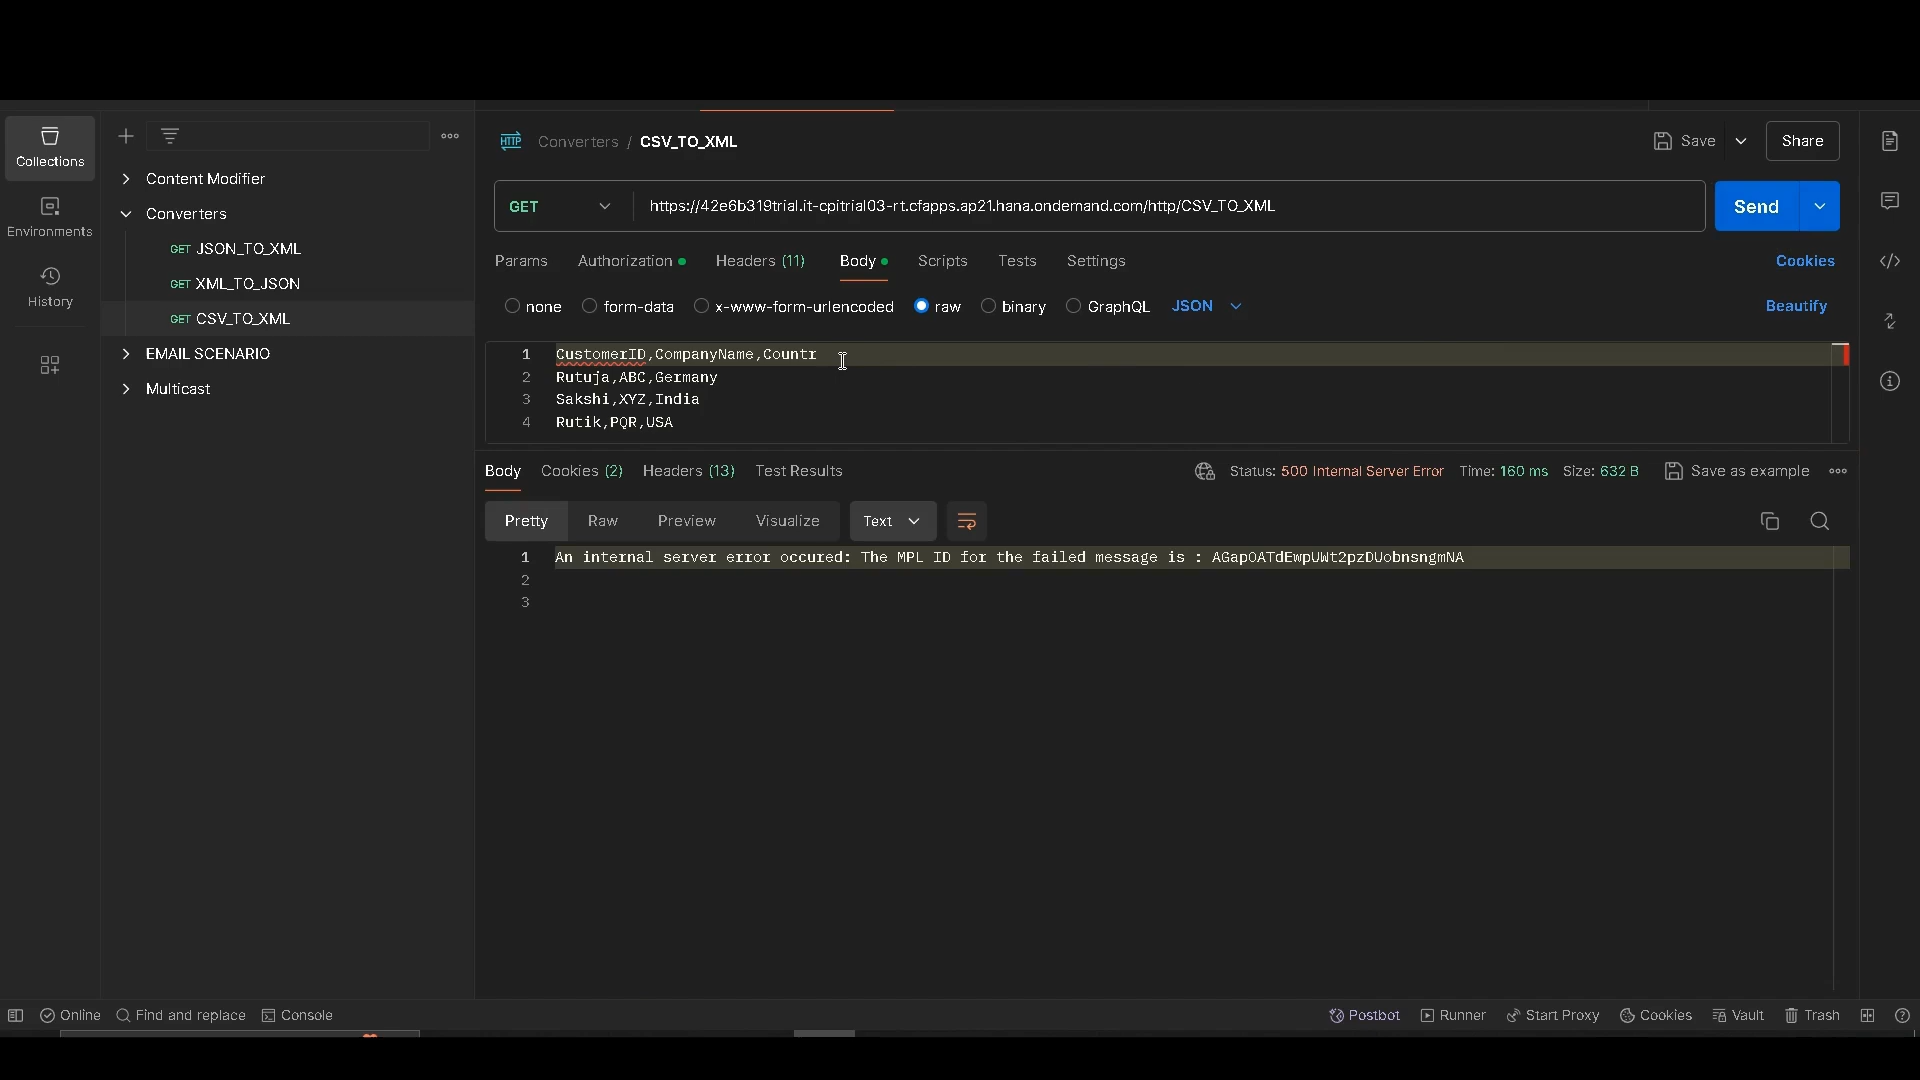 Collections
Environments
History
Content Modifier
Converters
GET JSON_TO_XML
GET XML_TO_JSON
GET CSV_TO_XML
EMAIL SCENARIO
Multicast
HTTP Converters / CSV_TO_XML
Save
Share
GET https://42e6b319trial.it-cpitrial03-rt.cfapps.ap21.hana.ondemand.com/http/CSV_TO_XML
Send
Params Authorization Headers (11) Body Scripts Tests Settings Cookies
none form-data x-www-form-urlencoded raw binary GraphQL JSON Beautify
1 CustomerID,CompanyName,Countr
2 Rutuja,ABC,Germany
3 Sakshi,XYZ,India
4 Rutik,PQR,USA
Body Cookies (2) Headers (13) Test Results Status: 500 Internal Server Error Time: 160 ms Size: 632 B Save as example
Pretty Raw Preview Visualize Text
1 An internal server error occured: The MPL ID for the failed message is : AGapOATdEwpUWt2pzDUobnsngmNA
2
3
Online Find and replace Console Postbot Runner Start Proxy Cookies Vault Trash